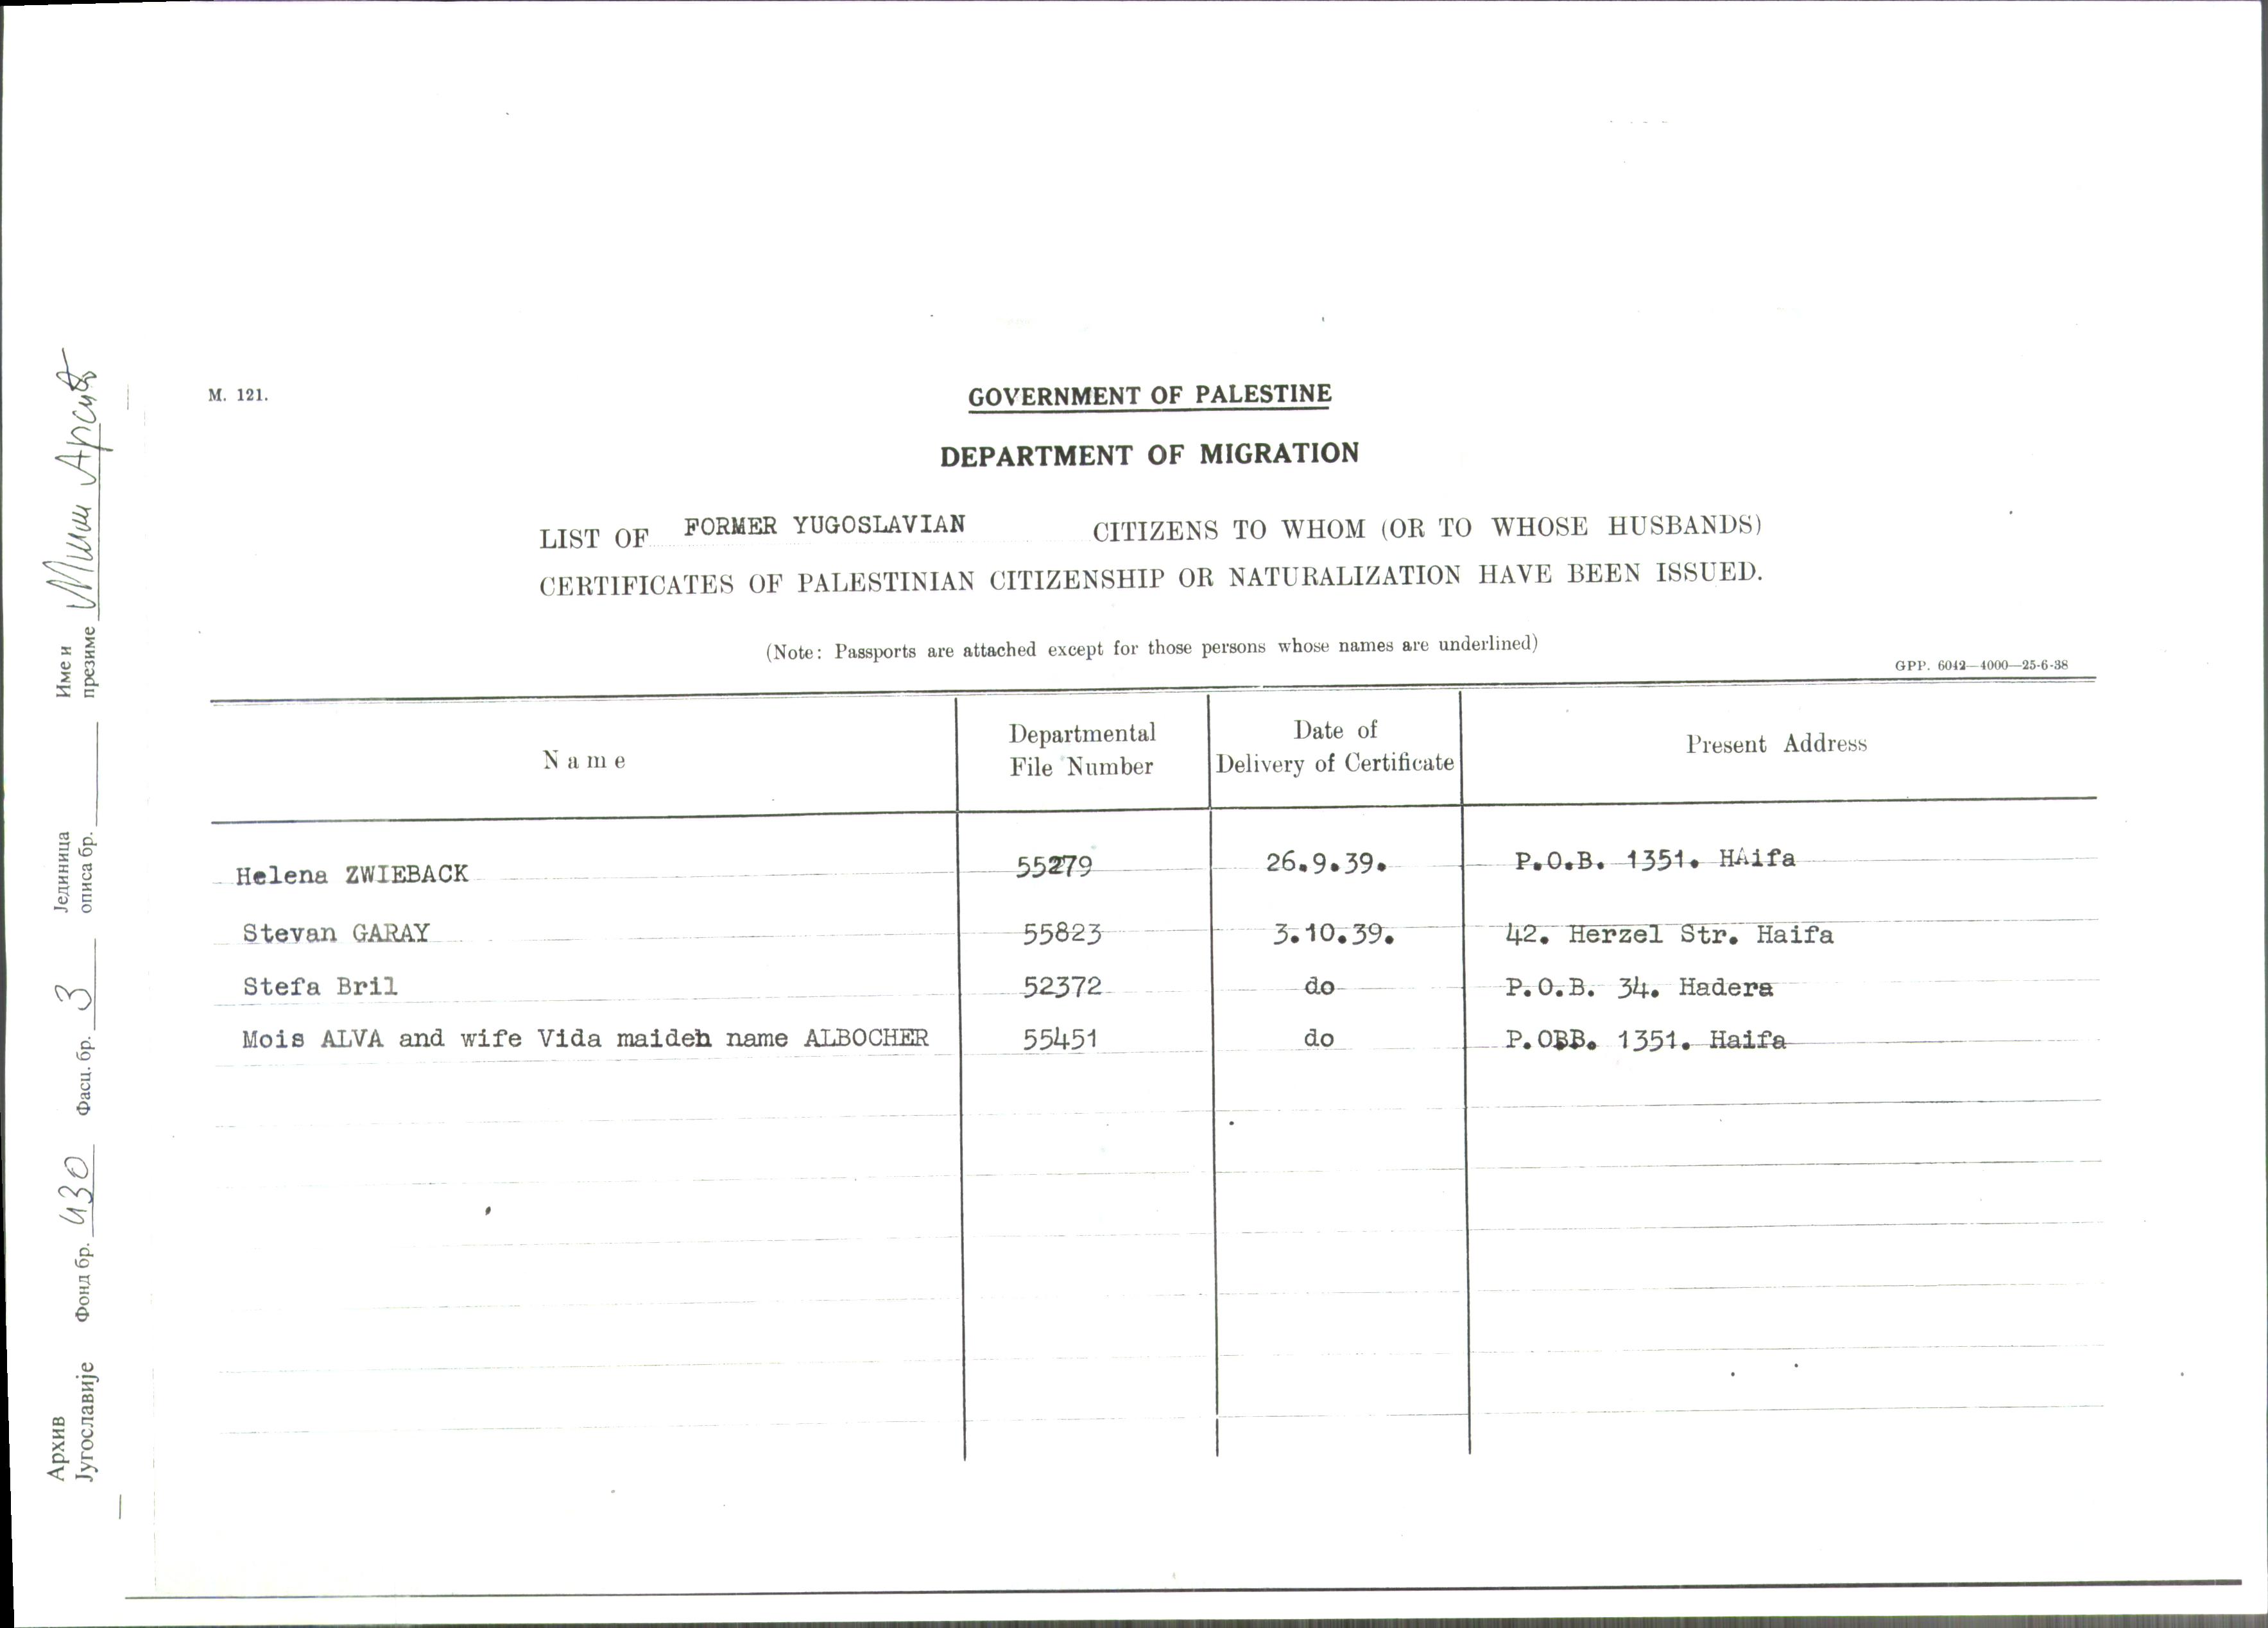 M. 121.
GOVERNMENT OF PALESTINE
DEPARTMENT OF MIGRATION
LIST OF FORMER YUGOSLAVIAN CITIZENS TO WHOM (OR TO WHOSE HUSBANDS)
CERTIFICATES OF PALESTINIAN CITIZENSHIP OR NATURALIZATION HAVE BEEN ISSUED.
(Note: Passports are attached except for those persons whose names are underlined)
GPP. 6042—4000—25-6-38
Name Departmental File Number Date of Delivery of Certificate Present Address
Helena ZWIEBACK 55279 26.9.39. P.O.B. 1351. HAifa
Stevan GARAY 55823 3.10.39. 42. Herzel Str. Haifa
Stefa Bril 52372 do P.O.B. 34. Hadera
Mois ALVA and wife Vida maideh name ALBOCHER 55451 do P.OBB. 1351. Haifa
Архив
Југославије
Фонд бр. 430 Фасц. бр. 3
Јединица
описа бр.
Име и
презиме